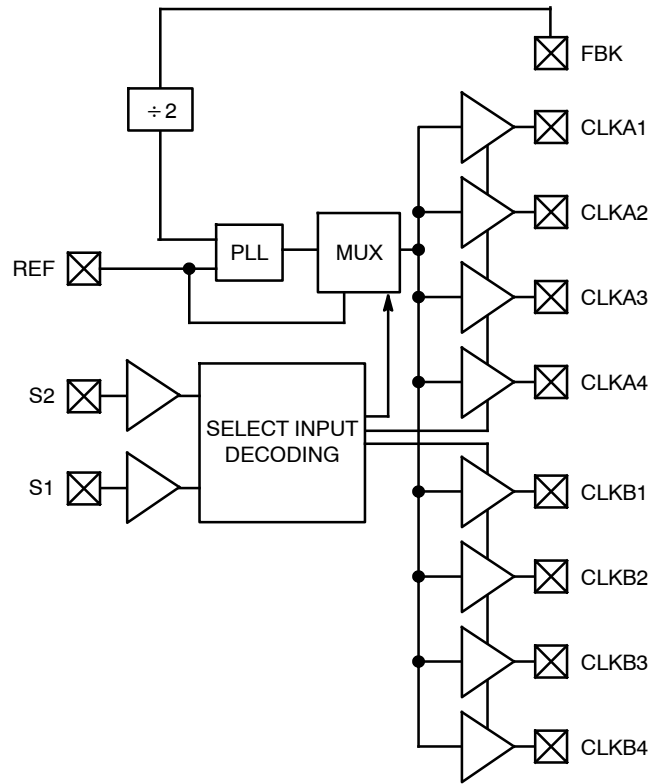 FBK
÷2
CLKA1
CLKA2
PLL
MUX
REF
CLKA3
CLKA4
S2
SELECT INPUT
DECODING
S1
CLKB1
CLKB2
CLKB3
CLKB4